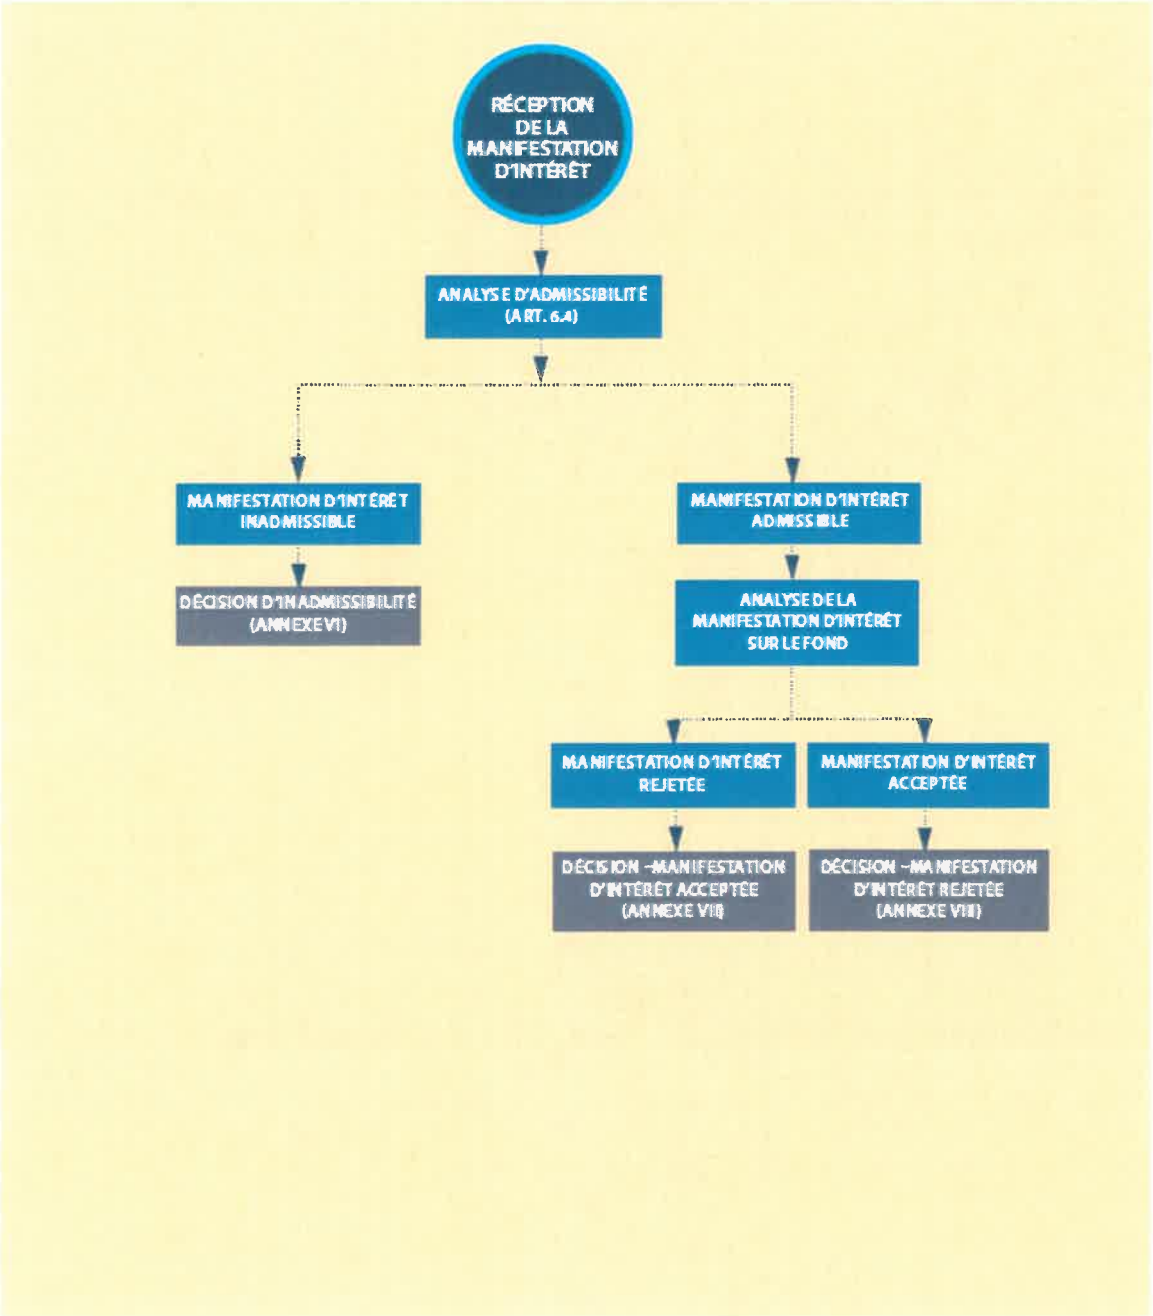 RÉCEPTION
DE LA
MANIFESTATION
D'INTÉRÊT
ANALYSE D'ADMISSIBILITÉ
(ART. 6.4)
MANIFESTATION D'INTÉRÊT
INADMISSIBLE
DÉCISION D'INADMISSIBILITÉ
(ANNEXE VI)
MANIFESTATION D'INTÉRÊT
ADMISSIBLE
ANALYSE DE LA
MANIFESTATION D'INTÉRÊT
SUR LE FOND
MANIFESTATION D'INTÉRÊT
REJETÉE
MANIFESTATION D'INTÉRÊT
ACCEPTÉE
DÉCISION –MANIFESTATION
D'INTÉRÊT ACCEPTÉE
(ANNEXE VII)
DÉCISION –MANIFESTATION
D'INTÉRÊT REJETÉE
(ANNEXE VIII)